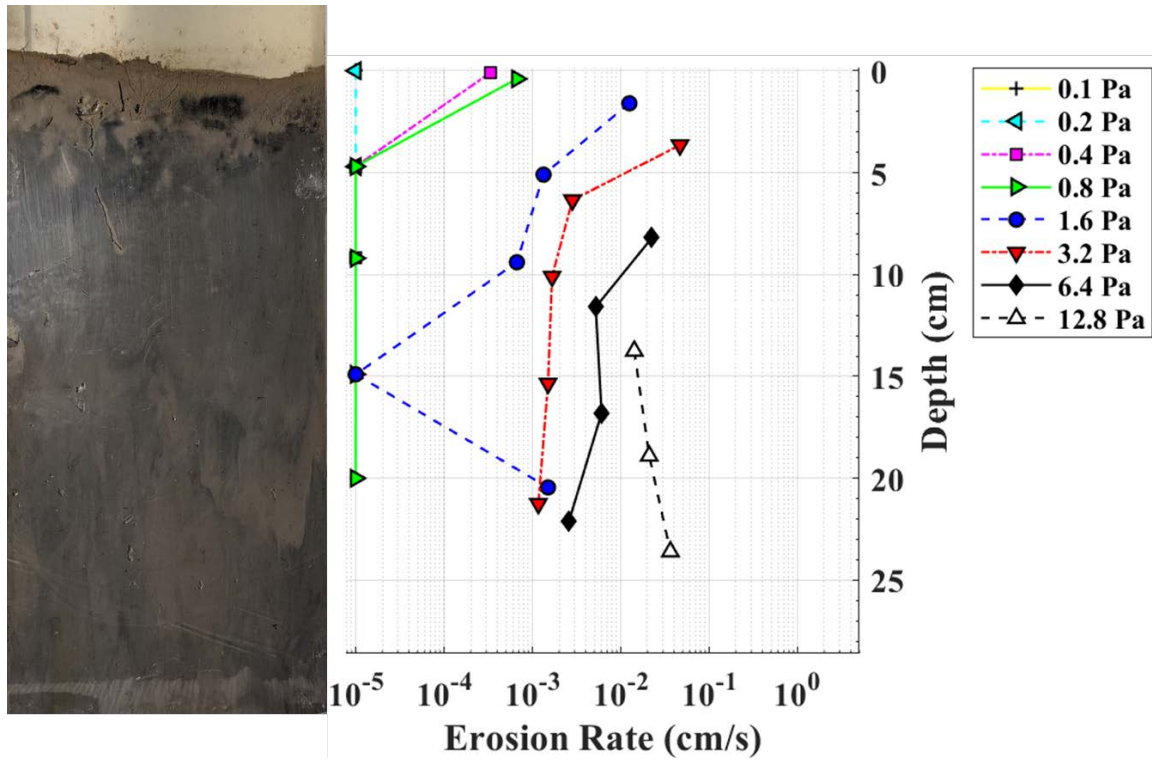 0
5
10
15
20
25
Depth (cm)
10^-5
10^-4
10^-3
10^-2
10^-1
10^0
Erosion Rate (cm/s)
0.1 Pa
0.2 Pa
0.4 Pa
0.8 Pa
1.6 Pa
3.2 Pa
6.4 Pa
12.8 Pa